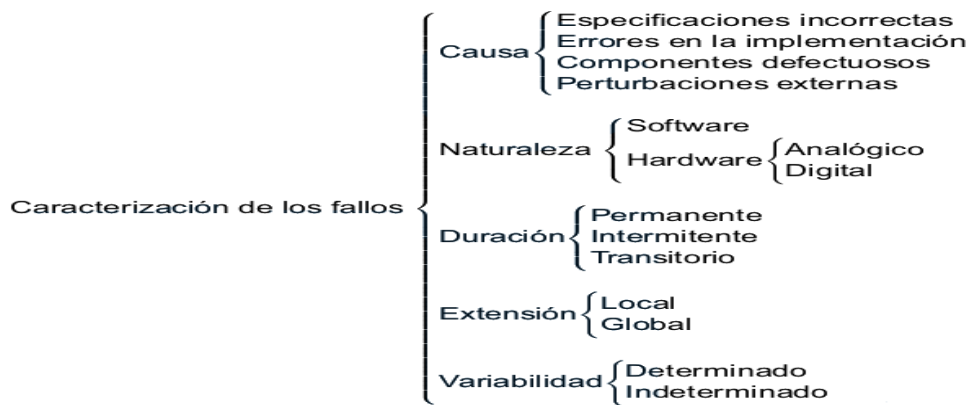 Caracterización de los fallos
Causa
Especificaciones incorrectas
Errores en la implementación
Componentes defectuosos
Perturbaciones externas
Naturaleza
Software
Hardware
Analógico
Digital
Duración
Permanente
Intermitente
Transitorio
Extensión
Local
Global
Variabilidad
Determinado
Indeterminado